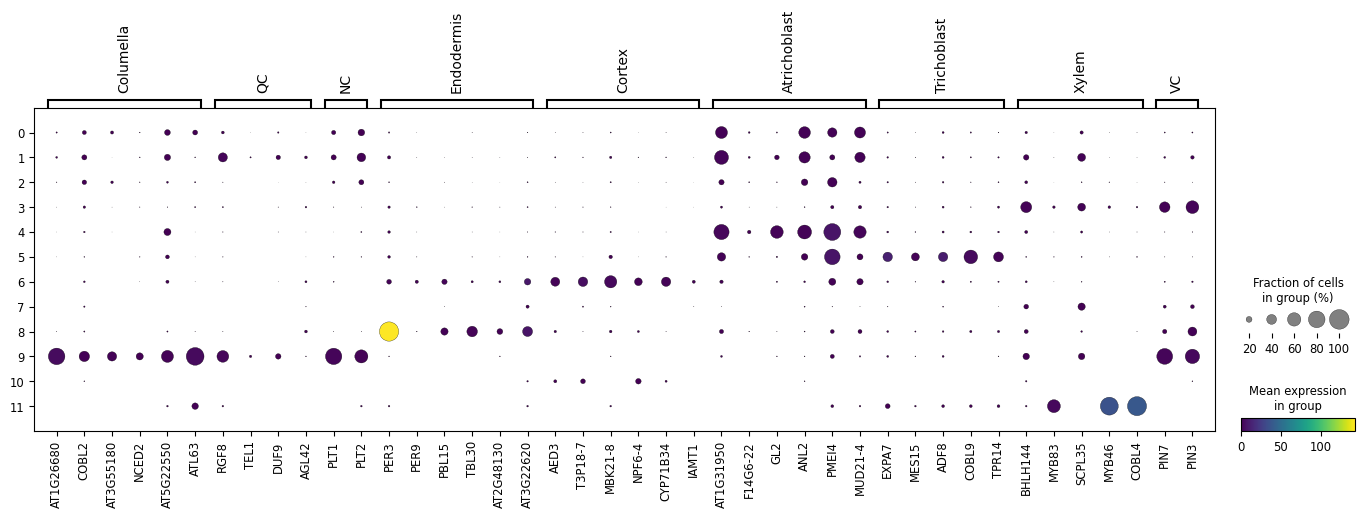 Columella
QC
NC
Endodermis
Cortex
Atrichoblast
Trichoblast
Xylem
VC
0
1
2
3
4
5
6
7
8
9
10
11
AT1G26680
COBL2
AT3G55180
NCED2
AT5G22550
ATL63
RGF8
TEL1
DUF9
AGL42
PLT1
PLT2
PER3
PER9
PBL15
TBL30
AT2G48130
AT3G22620
AED3
T3P18-7
MBK21-8
NPF6-4
CYP71B34
IAMT1
AT1G31950
F14G6-22
GL2
ANL2
PMEI4
MUD21-4
EXPA7
MES15
ADF8
COBL9
TPR14
BHLH144
MYB83
SCPL35
MYB46
COBL4
PIN7
PIN3
Fraction of cells
in group (%)
20 40 60 80 100
Mean expression
in group
0 50 100